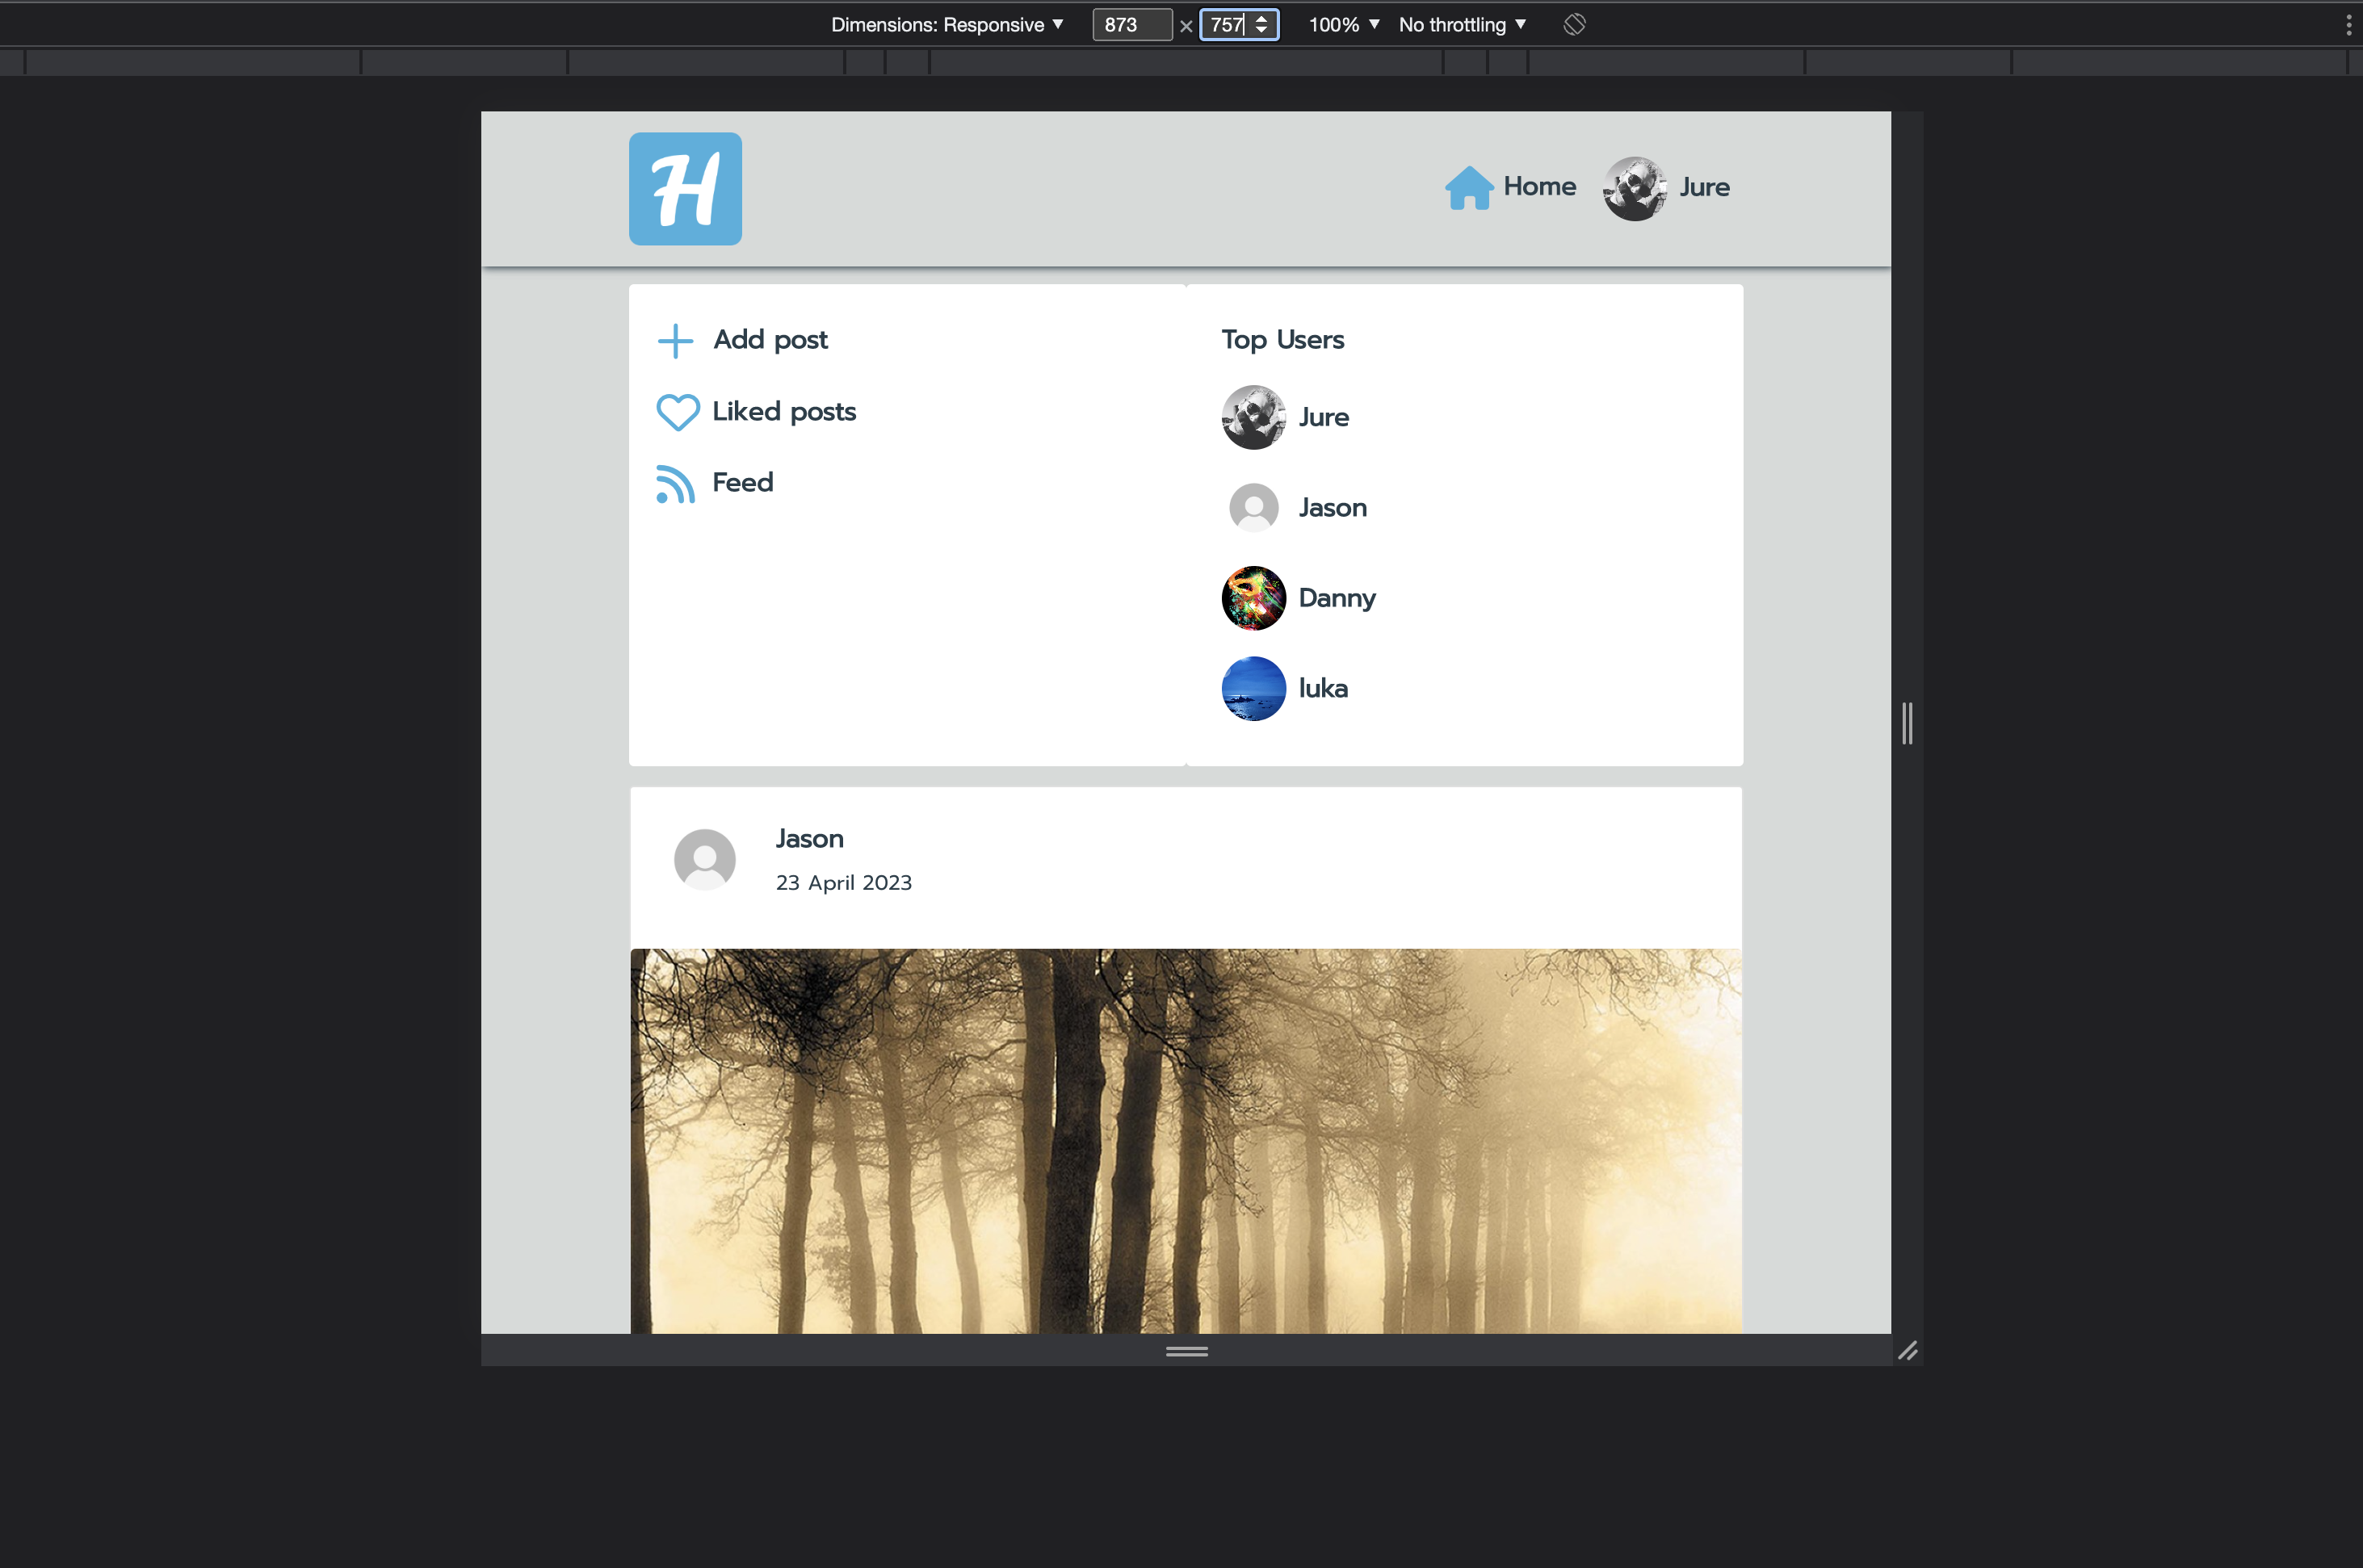 Dimensions: Responsive ▼ 873 × 757 100% ▼ No throttling ▼
H
Home Jure
Add post
Liked posts
Feed
Top Users
Jure
Jason
Danny
luka
Jason
23 April 2023